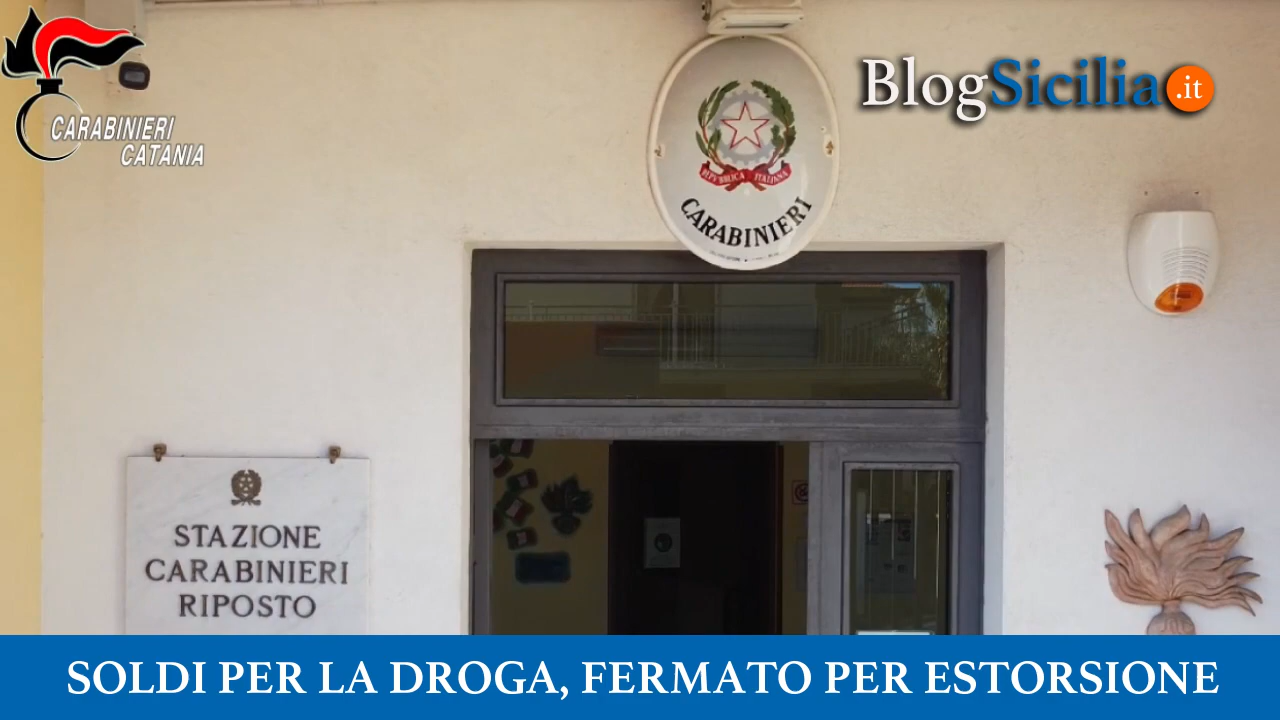 CARABINIERI
CATANIA
BlogSicilia.it
REPUBBLICA ITALIANA
CARABINIERI
STAZIONE
CARABINIERI
RIPOSTO
SOLDI PER LA DROGA, FERMATO PER ESTORSIONE